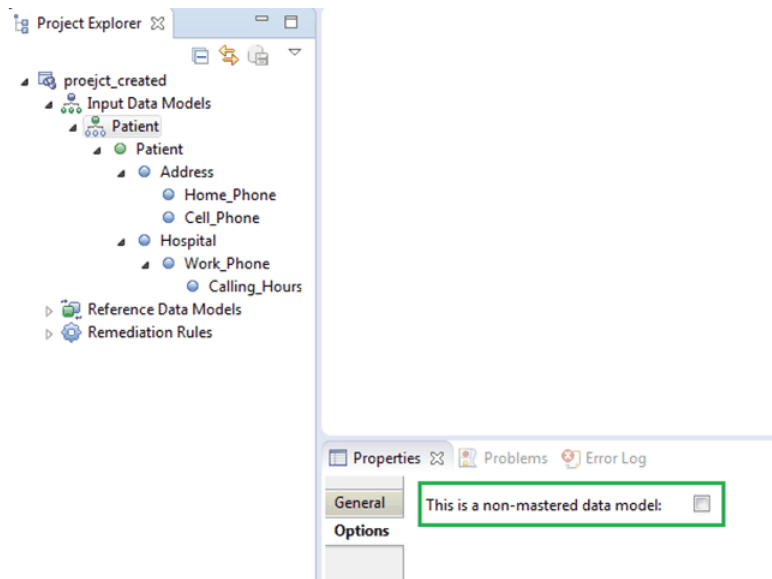 Project Explorer
proejct_created
Input Data Models
Patient
Patient
Address
Home_Phone
Cell_Phone
Hospital
Work_Phone
Calling_Hours
Reference Data Models
Remediation Rules
Properties Problems Error Log
General This is a non-mastered data model:
Options